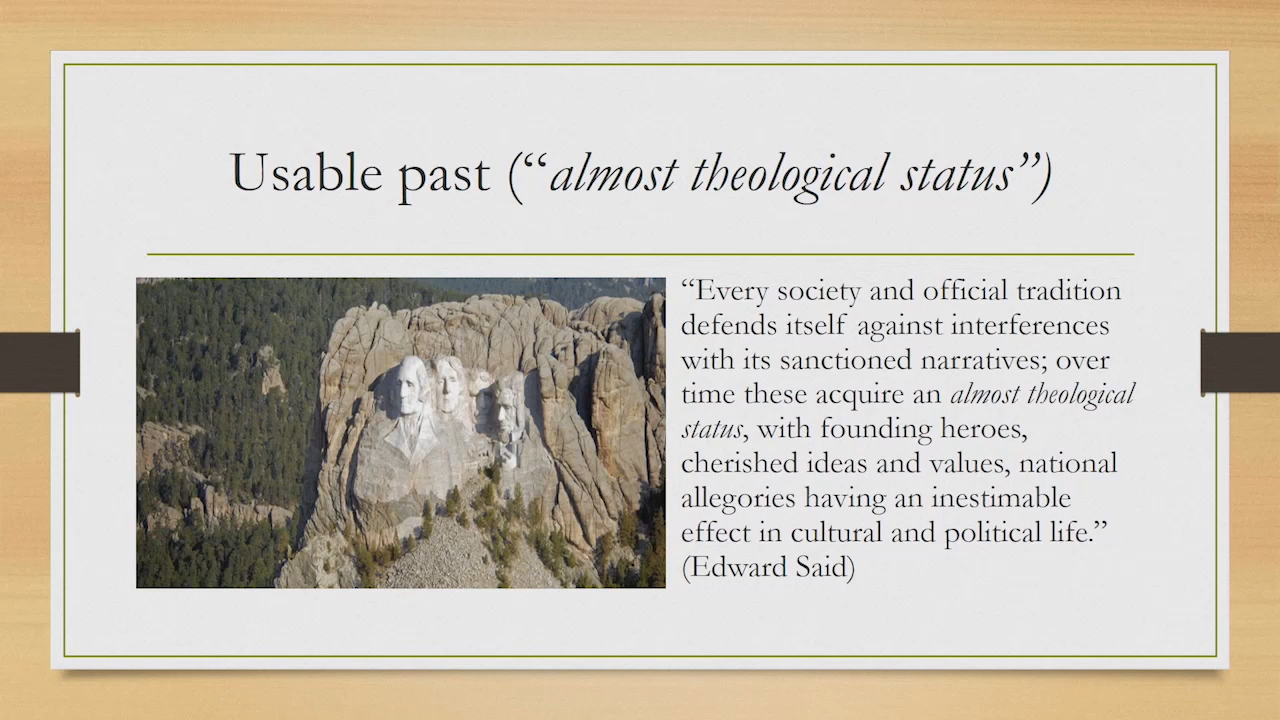 Usable past (“almost theological status”)
“Every society and official tradition
defends itself against interferences
with its sanctioned narratives; over
time these acquire an almost theological
status, with founding heroes,
cherished ideas and values, national
allegories having an inestimable
effect in cultural and political life.”
(Edward Said)